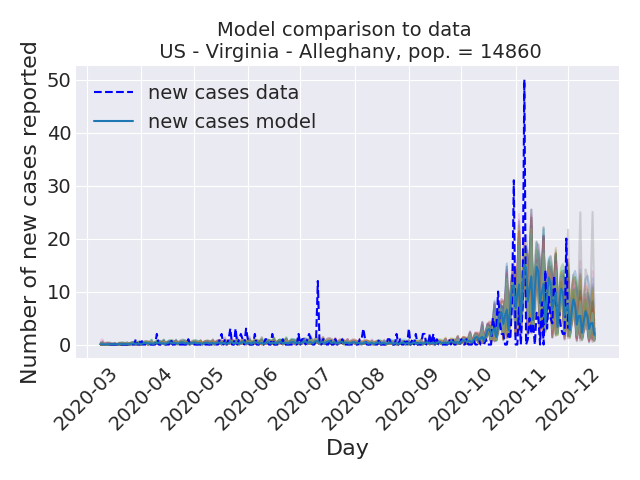 Model comparison to data
US - Virginia - Alleghany, pop. = 14860
Number of new cases reported
50
40
30
20
10
0
new cases data
new cases model
2020-03
2020-04
2020-05
2020-06
2020-07
2020-08
2020-09
2020-10
2020-11
2020-12
Day